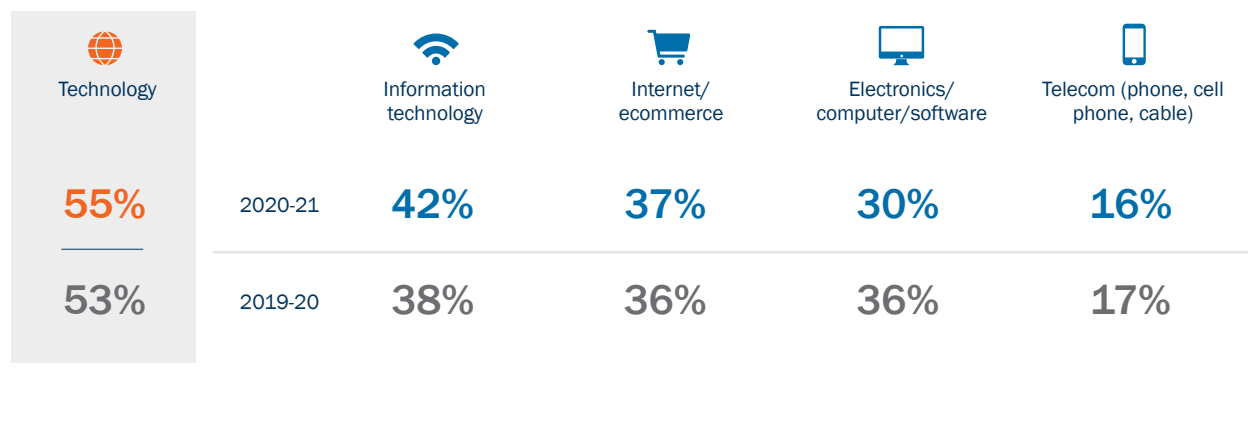 Technology
Information
technology
Internet/
ecommerce
Electronics/
computer/software
Telecom (phone, cell
phone, cable)
55%
2020-21
42%
37%
30%
16%
53%
2019-20
38%
36%
36%
17%